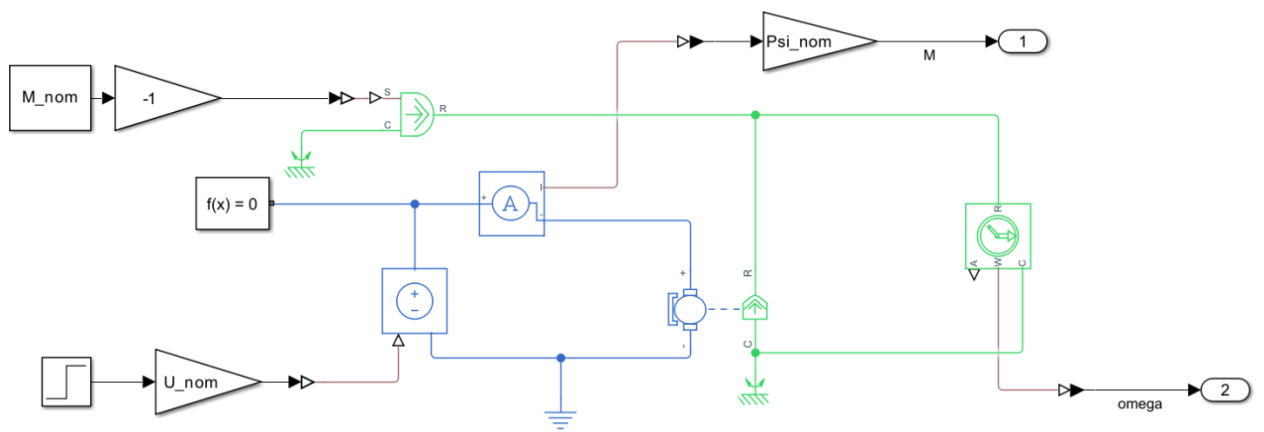 Psi_nom
1
M
M_nom
-1
S
R
C
f(x) = 0
+
I
A
-
R
+
R
A
W
C
+
−
C
-
U_nom
2
omega